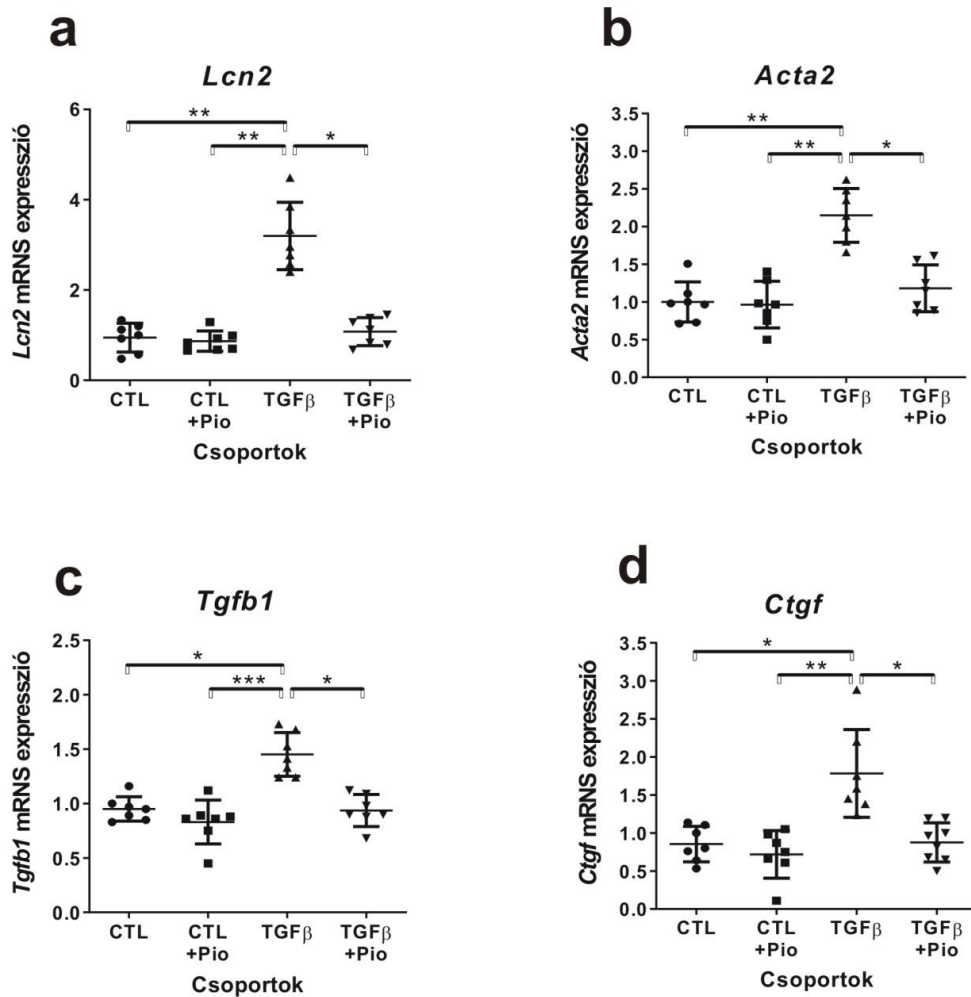 a
Lcn2
Lcn2 mRNS expresszió
6
4
2
0
**
**
*
CTL
CTL
+Pio
TGFβ
TGFβ
+Pio
Csoportok
b
Acta2
Acta2 mRNS expresszió
3.5
3.0
2.5
2.0
1.5
1.0
0.5
0.0
**
**
*
CTL
CTL
+Pio
TGFβ
TGFβ
+Pio
Csoportok
c
Tgfb1
Tgfb1 mRNS expresszió
2.5
2.0
1.5
1.0
0.5
0.0
*
***
*
CTL
CTL
+Pio
TGFβ
TGFβ
+Pio
Csoportok
d
Ctgf
Ctgf mRNS expresszió
3.5
3.0
2.5
2.0
1.5
1.0
0.5
0.0
*
**
*
CTL
CTL
+Pio
TGFβ
TGFβ
+Pio
Csoportok